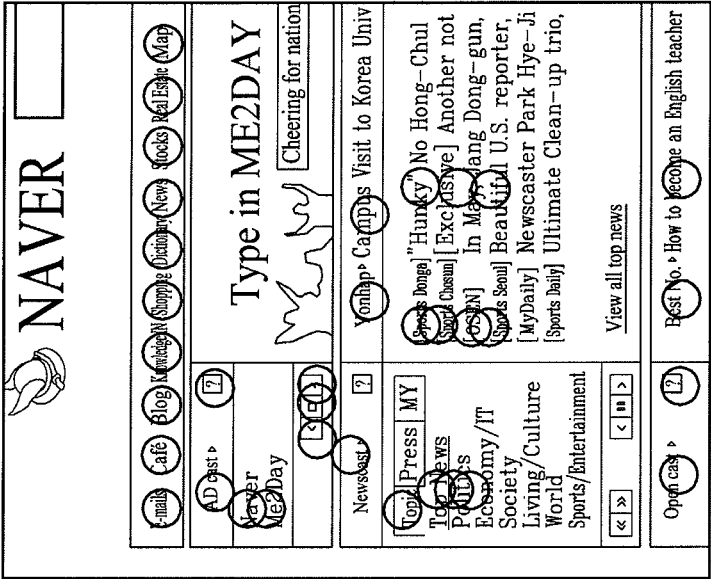 NAVER
e-mails Café Blog KnowledgeiN Shopping Dictionary News Stocks Real Estate Map
AD cast ▹ ?
Naver
Me2Day
Type in ME2DAY
Cheering for nation
< >
Newscast ▹ ?
Yonhap▹ Campus Visit to Korea Univ
Topic Press MY
Top News
Politics
Economy/IT
Society
Living/Culture
World
Sports/Entertainment
« » < >
[Sports Donga] "Hunky" No Hong-Chul
[Sports Chosun] [Exclusive] Another not
[OSEN] In May, Jang Dong-gun,
[Sports Seoul] Beautiful U.S. reporter,
[MyDaily] Newscaster Park Hye-Ji
[Sports Daily] Ultimate Clean-up trio,
View all top news
Open cast ▹ ?
Best No. ▹ How to become an English teacher